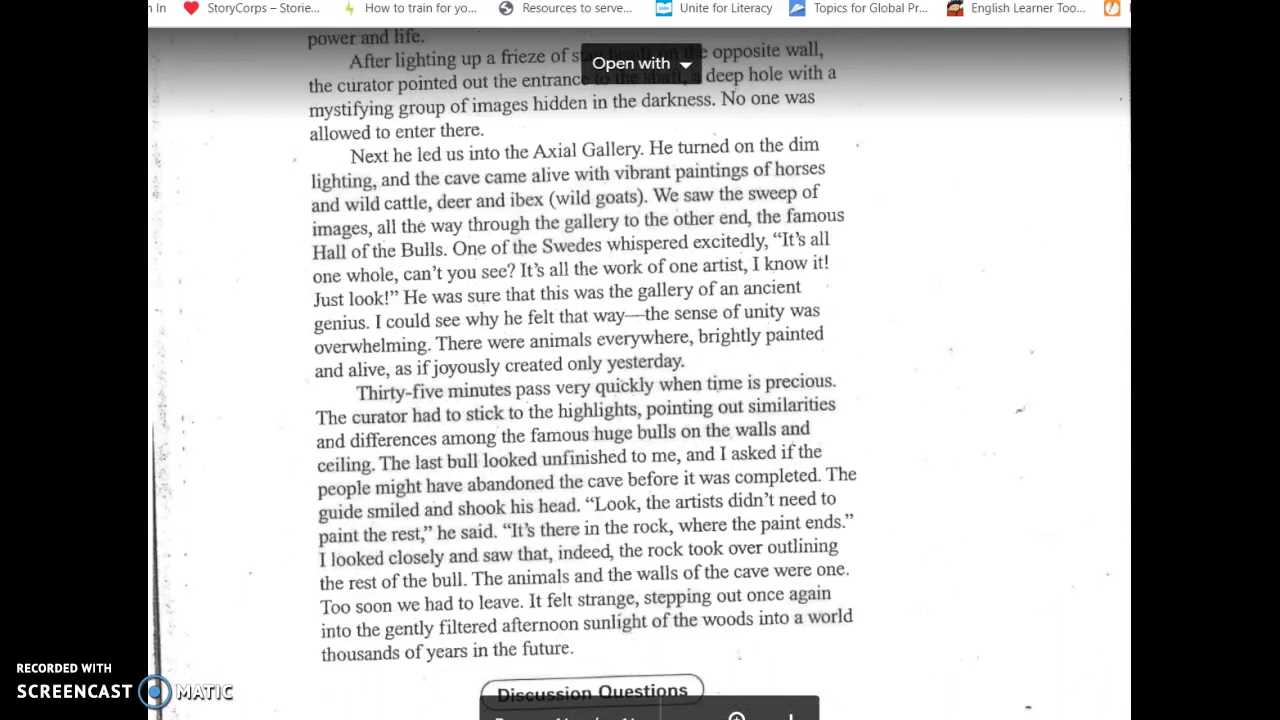 n In
StoryCorps – Storie...
How to train for yo...
Resources to serve...
Unite for Literacy
Topics for Global Pr...
English Learner Too...
power and life.
After lighting up a frieze of stag heads on the opposite wall,
the curator pointed out the entrance to the shaft, a deep hole with a
mystifying group of images hidden in the darkness. No one was
allowed to enter there.
Open with
Next he led us into the Axial Gallery. He turned on the dim
lighting, and the cave came alive with vibrant paintings of horses
and wild cattle, deer and ibex (wild goats). We saw the sweep of
images, all the way through the gallery to the other end, the famous
Hall of the Bulls. One of the Swedes whispered excitedly, “It’s all
one whole, can’t you see? It’s all the work of one artist, I know it!
Just look!” He was sure that this was the gallery of an ancient
genius. I could see why he felt that way—the sense of unity was
overwhelming. There were animals everywhere, brightly painted
and alive, as if joyously created only yesterday.
Thirty-five minutes pass very quickly when time is precious.
The curator had to stick to the highlights, pointing out similarities
and differences among the famous huge bulls on the walls and
ceiling. The last bull looked unfinished to me, and I asked if the
people might have abandoned the cave before it was completed. The
guide smiled and shook his head. “Look, the artists didn’t need to
paint the rest,” he said. “It’s there in the rock, where the paint ends.”
I looked closely and saw that, indeed, the rock took over outlining
the rest of the bull. The animals and the walls of the cave were one.
Too soon we had to leave. It felt strange, stepping out once again
into the gently filtered afternoon sunlight of the woods into a world
thousands of years in the future.
Discussion Questions
RECORDED WITH
SCREENCAST MATIC